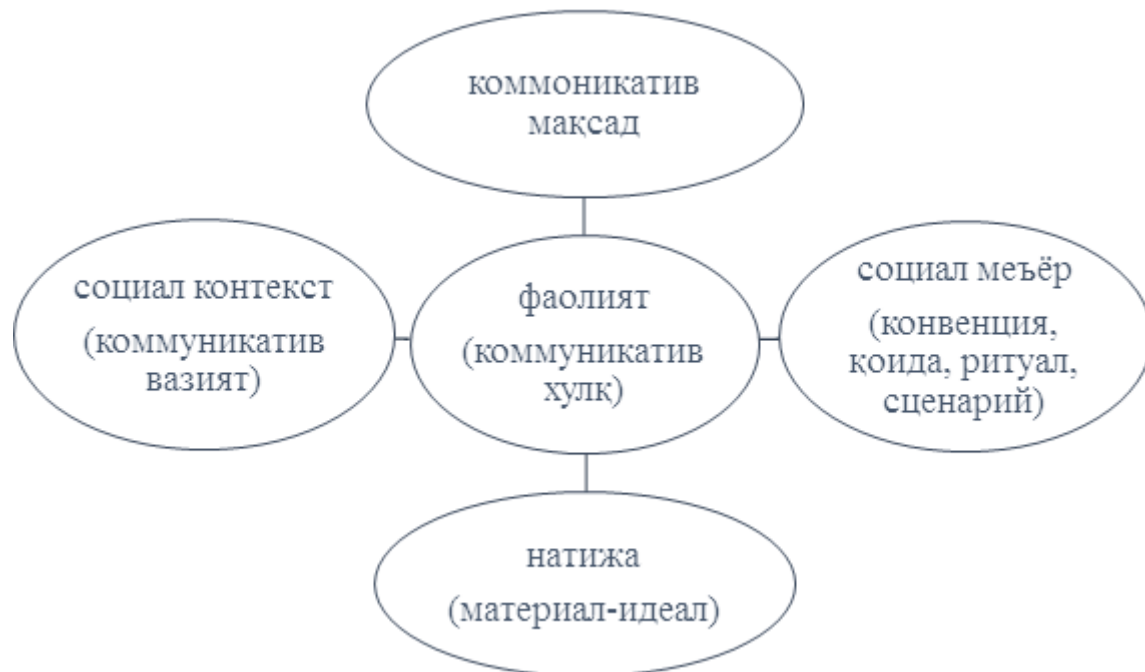 коммоникатив
мақсад
социал контекст
(коммуникатив
вазият)
фаолият
(коммуникатив
хулқ)
социал меъёр
(конвенция,
қоида, ритуал,
сценарий)
натижа
(материал-идеал)